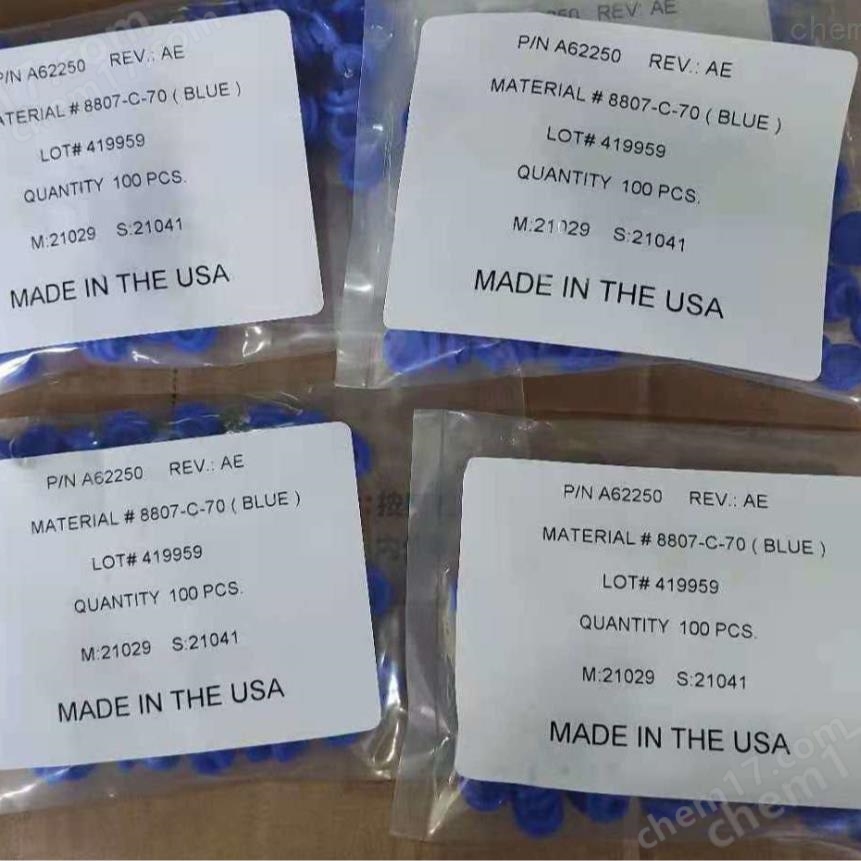 REV: AE
P/N A62250 REV.: AE
MATERIAL # 8807-C-70 ( BLUE )
LOT# 419959
QUANTITY 100 PCS.
M:21029 S:21041
MADE IN THE USA
P/N A62250 REV.: AE
MATERIAL # 8807-C-70 ( BLUE )
LOT# 419959
QUANTITY 100 PCS.
M:21029 S:21041
MADE IN THE USA
P/N A62250 REV.: AE
MATERIAL # 8807-C-70 ( BLUE )
LOT# 419959
QUANTITY 100 PCS.
M:21029 S:21041
MADE IN THE USA
P/N A62250 REV.: AE
MATERIAL # 8807-C-70 ( BLUE )
LOT# 419959
QUANTITY 100 PCS.
M:21029 S:21041
MADE IN THE USA
chem17.com